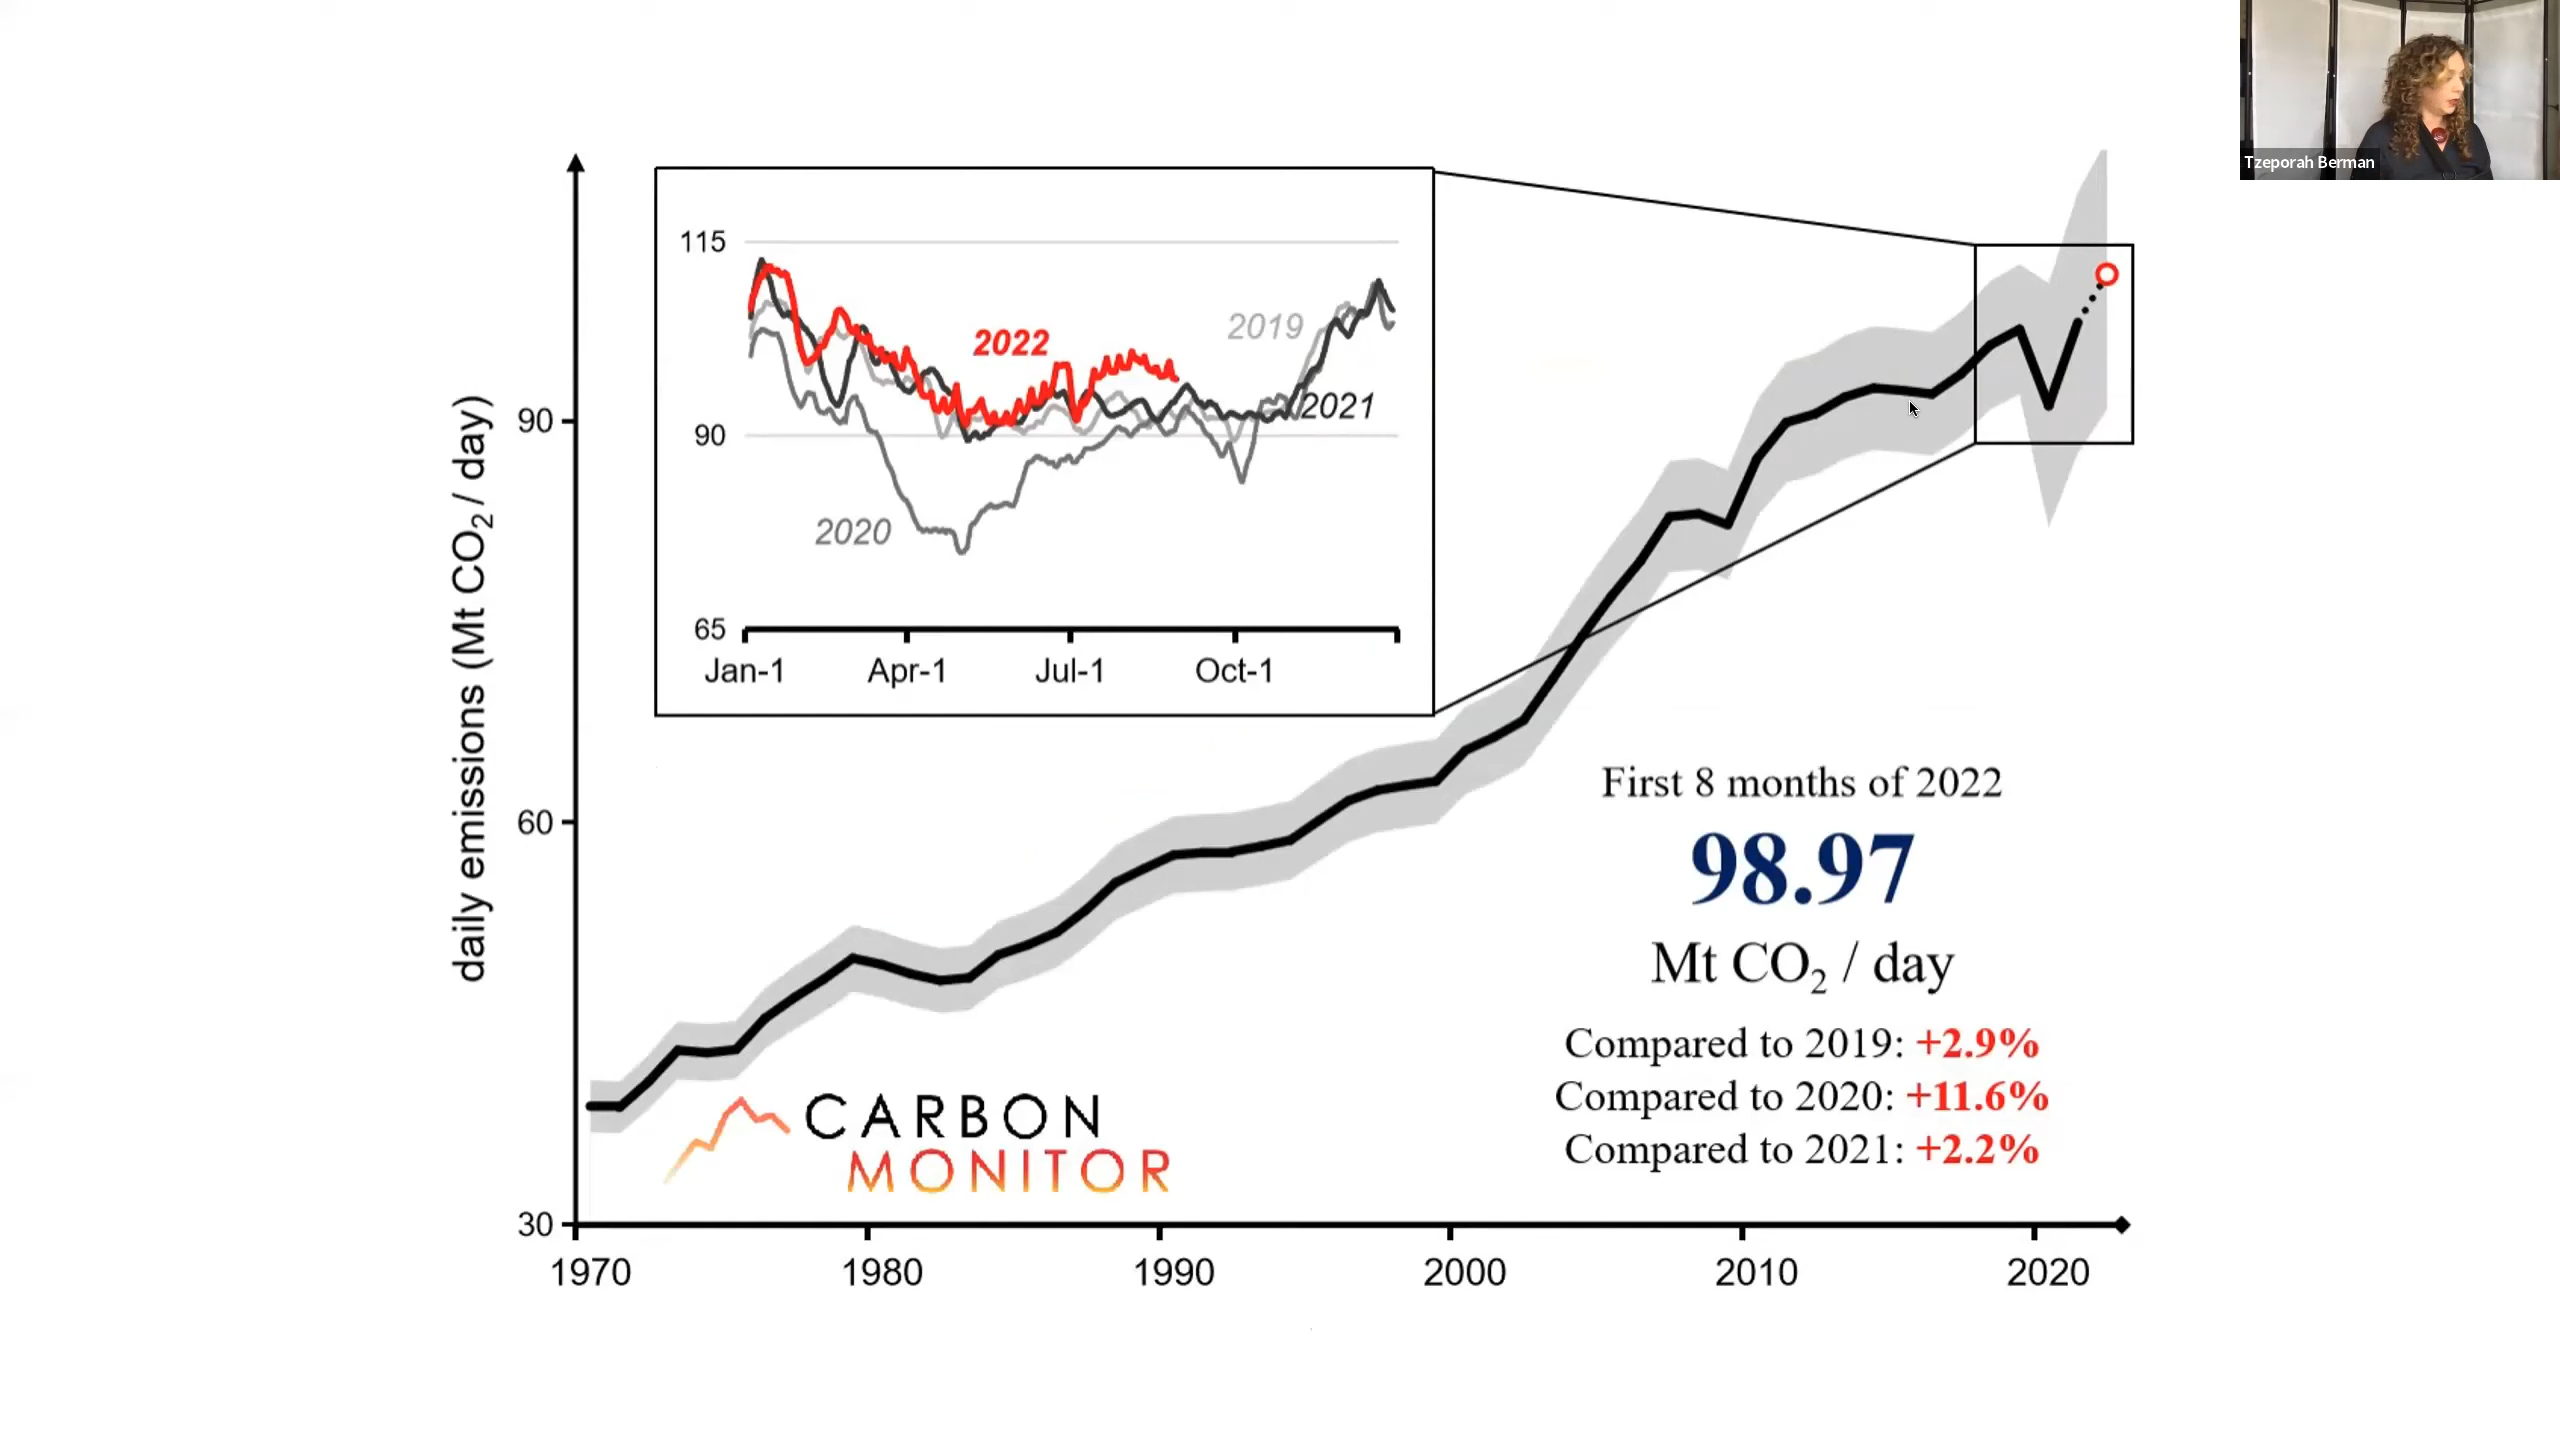 Tzeporah Berman
daily emissions (Mt CO₂ / day)
90
60
30
115
90
65
2022
2019
2021
2020
Jan-1
Apr-1
Jul-1
Oct-1
First 8 months of 2022
98.97
Mt CO₂ / day
Compared to 2019: +2.9%
Compared to 2020: +11.6%
Compared to 2021: +2.2%
CARBON
MONITOR
1970
1980
1990
2000
2010
2020